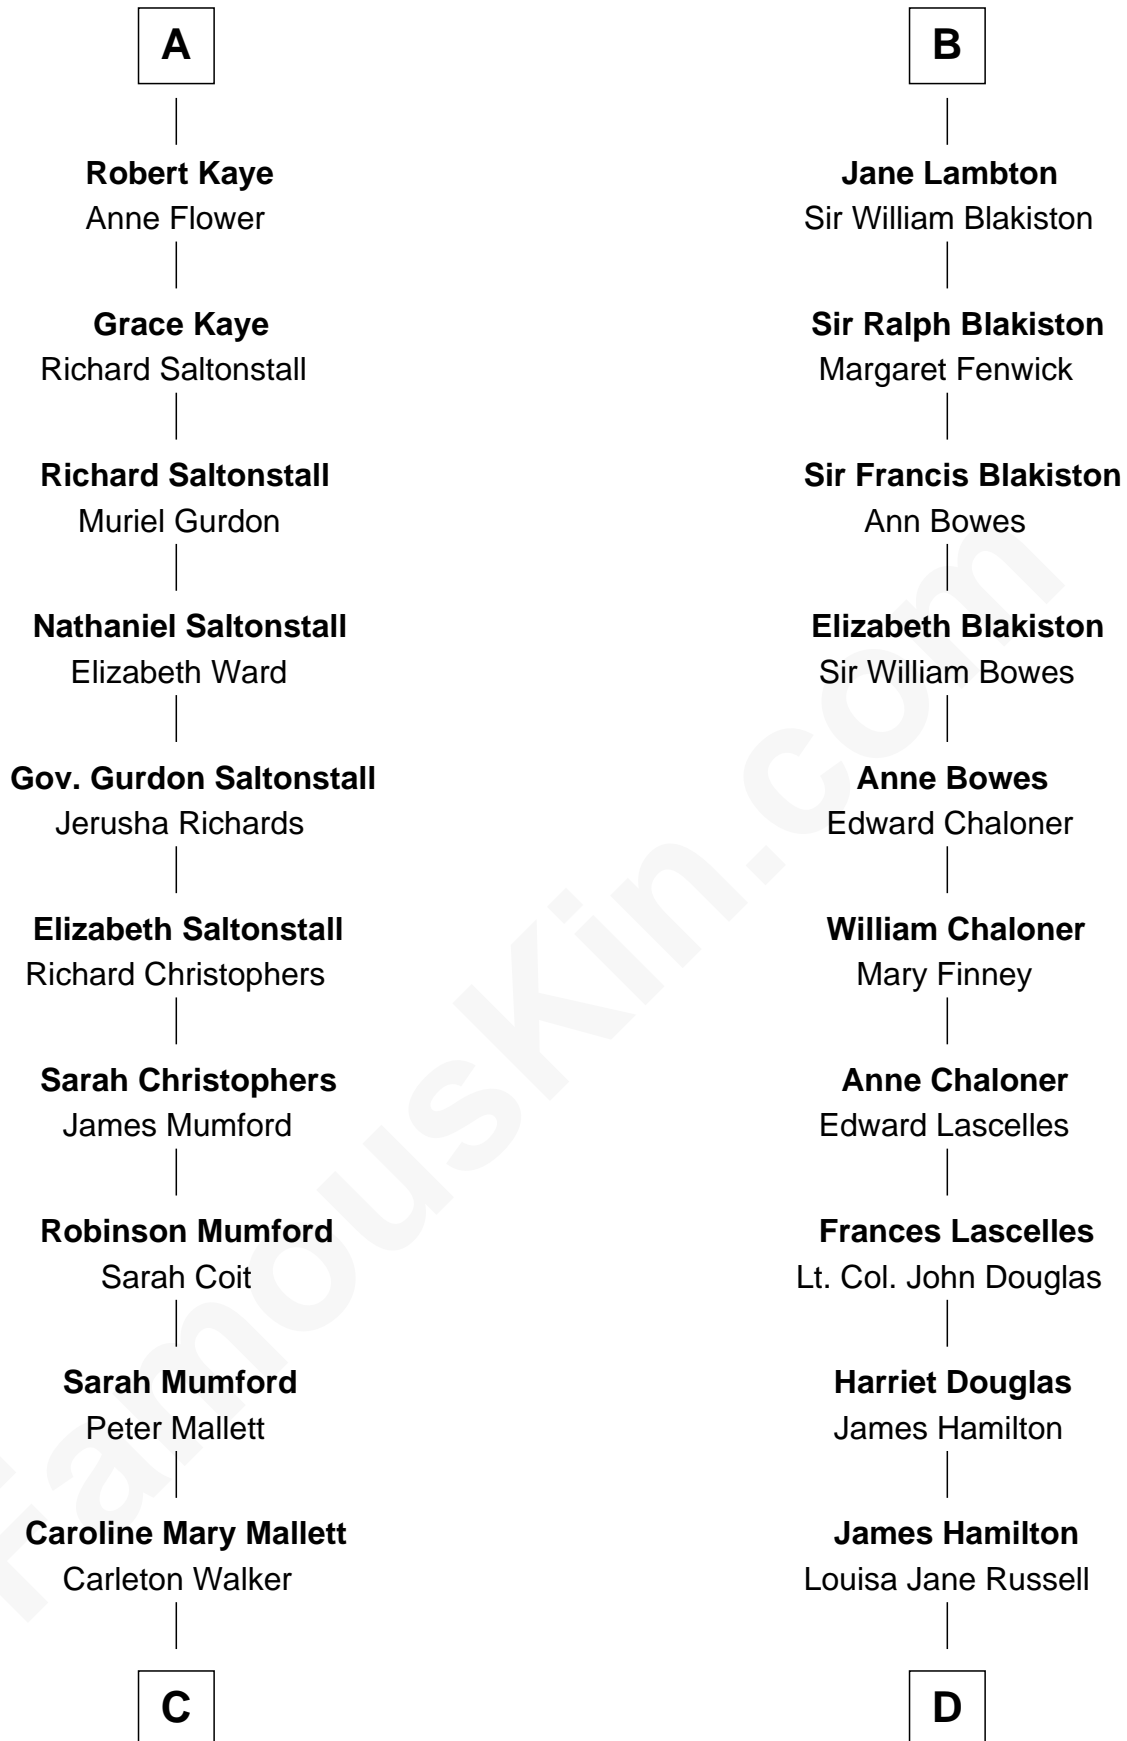 A
Robert Kaye
Anne Flower
Grace Kaye
Richard Saltonstall
Richard Saltonstall
Muriel Gurdon
Nathaniel Saltonstall
Elizabeth Ward
Gov. Gurdon Saltonstall
Jerusha Richards
Elizabeth Saltonstall
Richard Christophers
Sarah Christophers
James Mumford
Robinson Mumford
Sarah Coit
Sarah Mumford
Peter Mallett
Caroline Mary Mallett
Carleton Walker
C
B
Jane Lambton
Sir William Blakiston
Sir Ralph Blakiston
Margaret Fenwick
Sir Francis Blakiston
Ann Bowes
Elizabeth Blakiston
Sir William Bowes
Anne Bowes
Edward Chaloner
William Chaloner
Mary Finney
Anne Chaloner
Edward Lascelles
Frances Lascelles
Lt. Col. John Douglas
Harriet Douglas
James Hamilton
James Hamilton
Louisa Jane Russell
D
FamousKin.com